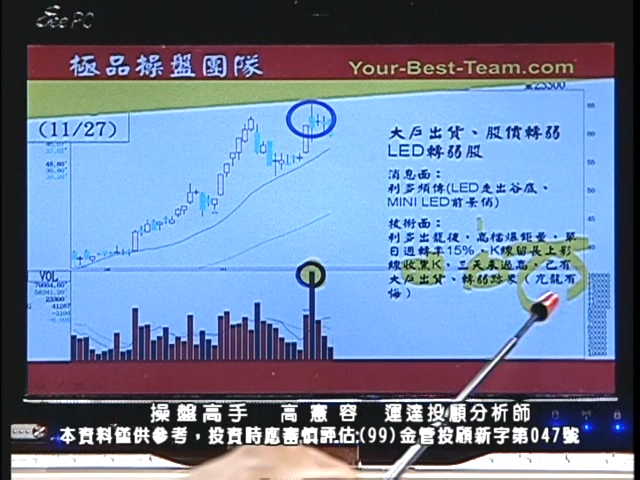 Eee PC
極品操盤團隊
Your-Best-Team.com
(11/27)
大戶出貨、股價轉弱
LED轉弱股
消息面：
利多頻傳(LED走出谷底、
MINI LED前景俏)
技術面：
利多出籠後，高檔爆鉅量，單
日週轉率15%，K線留長上影
線收黑K，三天未過高，已有
大戶出貨、轉弱跡象（亢龍有
悔）
VOL
23300
41287
操盤高手 高憲容 運達投顧分析師
本資料僅供參考，投資時應審慎評估:(99)金管投顧新字第047號